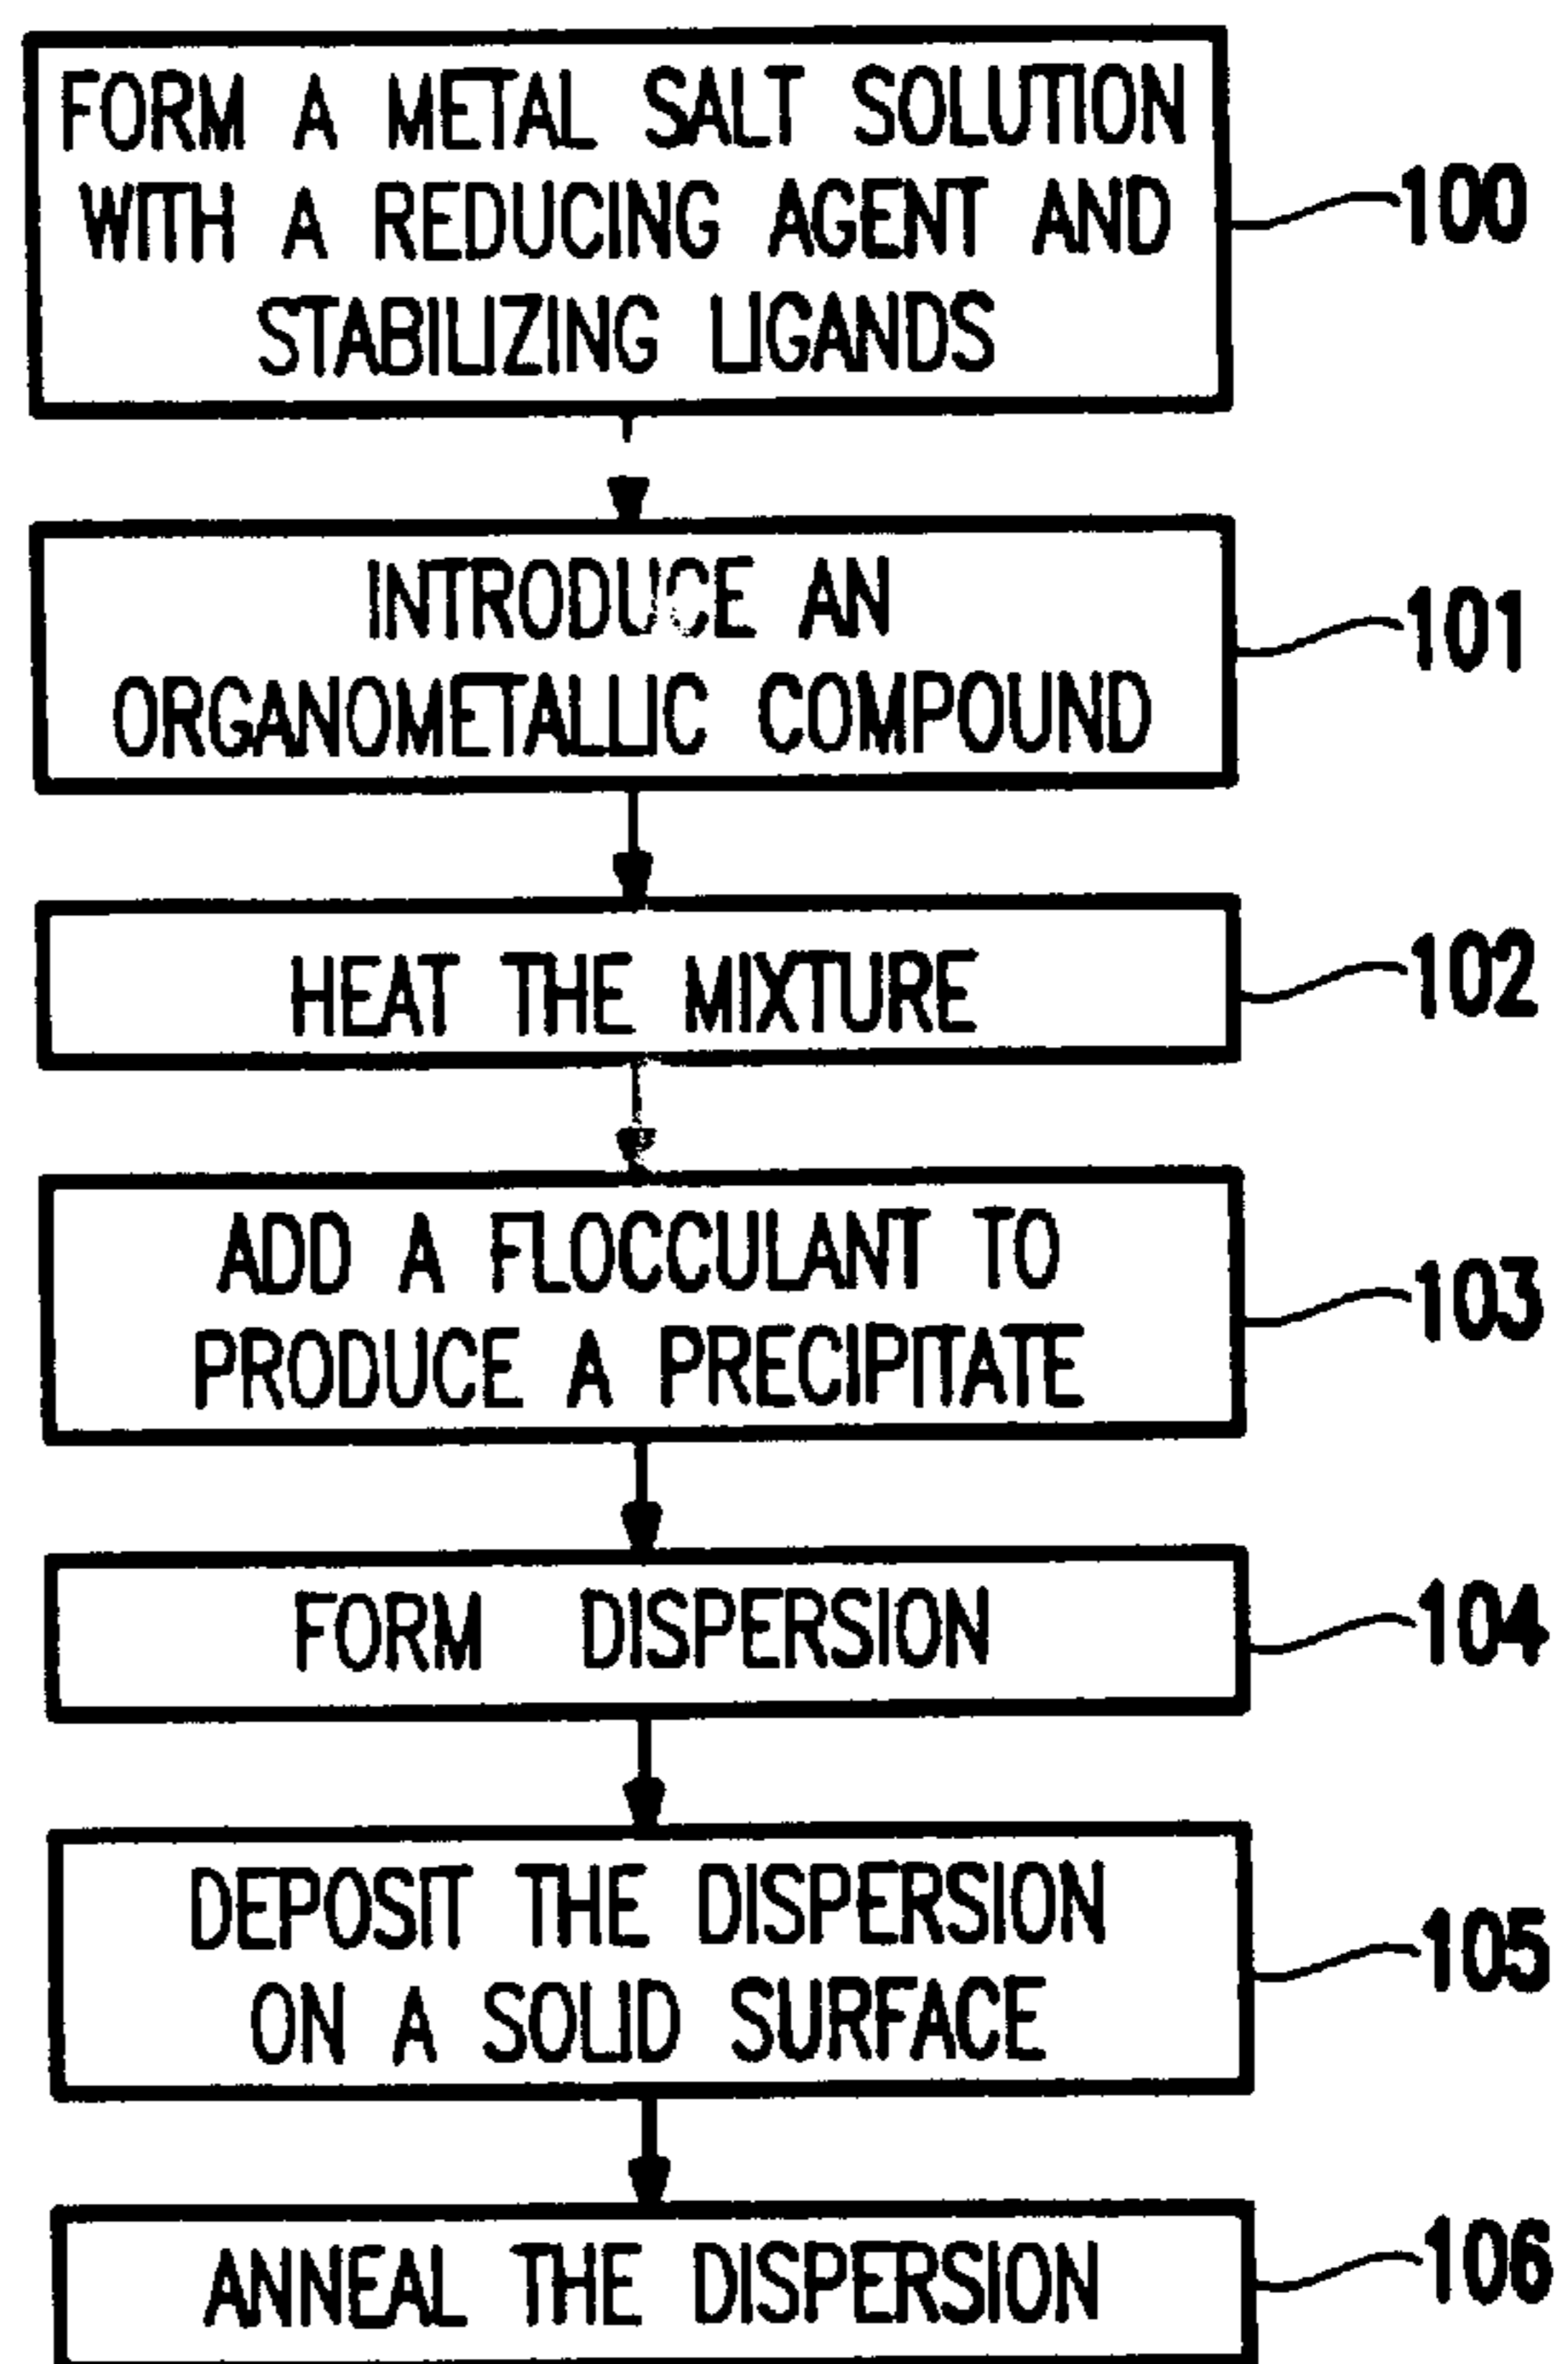 FORM A METAL SALT SOLUTION
WITH A REDUCING AGENT AND
STABILIZING LIGANDS
100
INTRODUCE AN
ORGANOMETALLIC COMPOUND
101
HEAT THE MIXTURE
102
ADD A FLOCCULANT TO
PRODUCE A PRECIPITATE
103
FORM DISPERSION
104
DEPOSIT THE DISPERSION
ON A SOLID SURFACE
105
ANNEAL THE DISPERSION
106